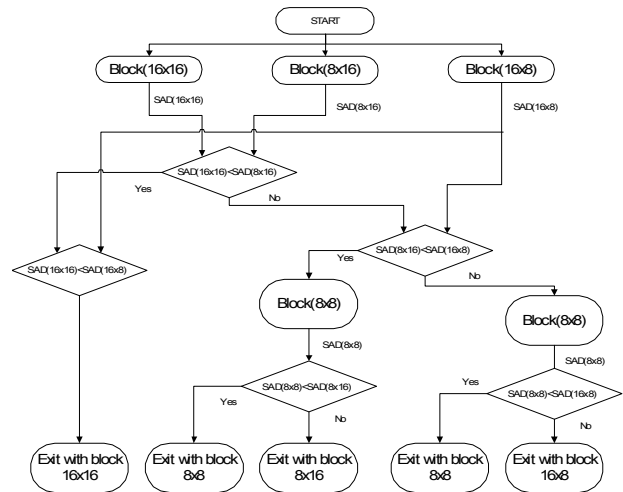 START
Block(16x16)
Block(8x16)
Block(16x8)
SAD(16x16)
SAD(8x16)
SAD(16x8)
SAD(16x16)<SAD(8x16)
Yes
No
SAD(16x16)<SAD(16x8)
SAD(8x16)<SAD(16x8)
Yes
No
Block(8x8)
Block(8x8)
SAD(8x8)
SAD(8x8)
SAD(8x8)<SAD(8x16)
SAD(8x8)<SAD(16x8)
Yes
No
Yes
No
Exit with block
16x16
Exit with block
8x8
Exit with block
8x16
Exit with block
8x8
Exit with block
16x8